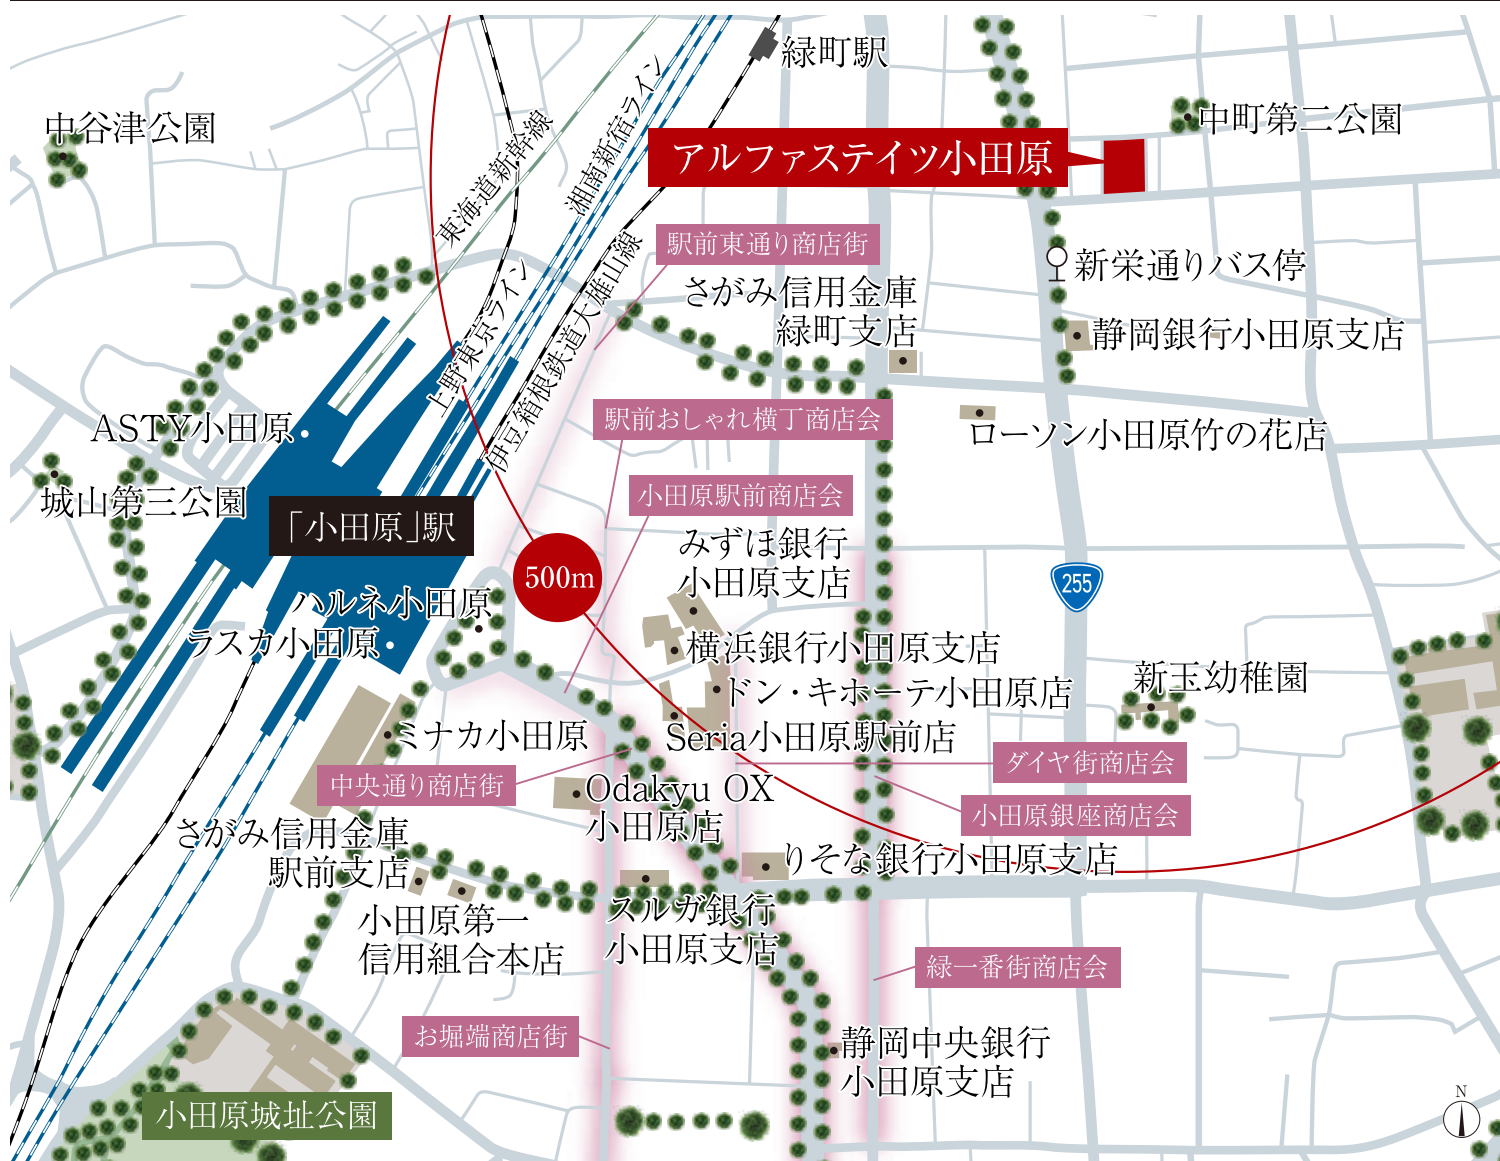 緑町駅
中谷津公園
東海道新幹線
湘南新宿ライン
中町第二公園
アルファステイツ小田原
駅前東通り商店街
新栄通りバス停
さがみ信用金庫
緑町支店
上野東京ライン
伊豆箱根鉄道大雄山線
静岡銀行小田原支店
ASTY小田原
駅前おしゃれ横丁商店会
ローソン小田原竹の花店
城山第三公園
小田原駅前商店会
「小田原」駅
みずほ銀行
小田原支店
500m
255
ハルネ小田原
ラスカ小田原
横浜銀行小田原支店
新玉幼稚園
ドン・キホーテ小田原店
ミナカ小田原
Seria小田原駅前店
ダイヤ街商店会
中央通り商店街
Odakyu OX
小田原店
小田原銀座商店会
さがみ信用金庫
駅前支店
りそな銀行小田原支店
小田原第一
信用組合本店
スルガ銀行
小田原支店
緑一番街商店会
お堀端商店街
静岡中央銀行
小田原支店
小田原城址公園
N